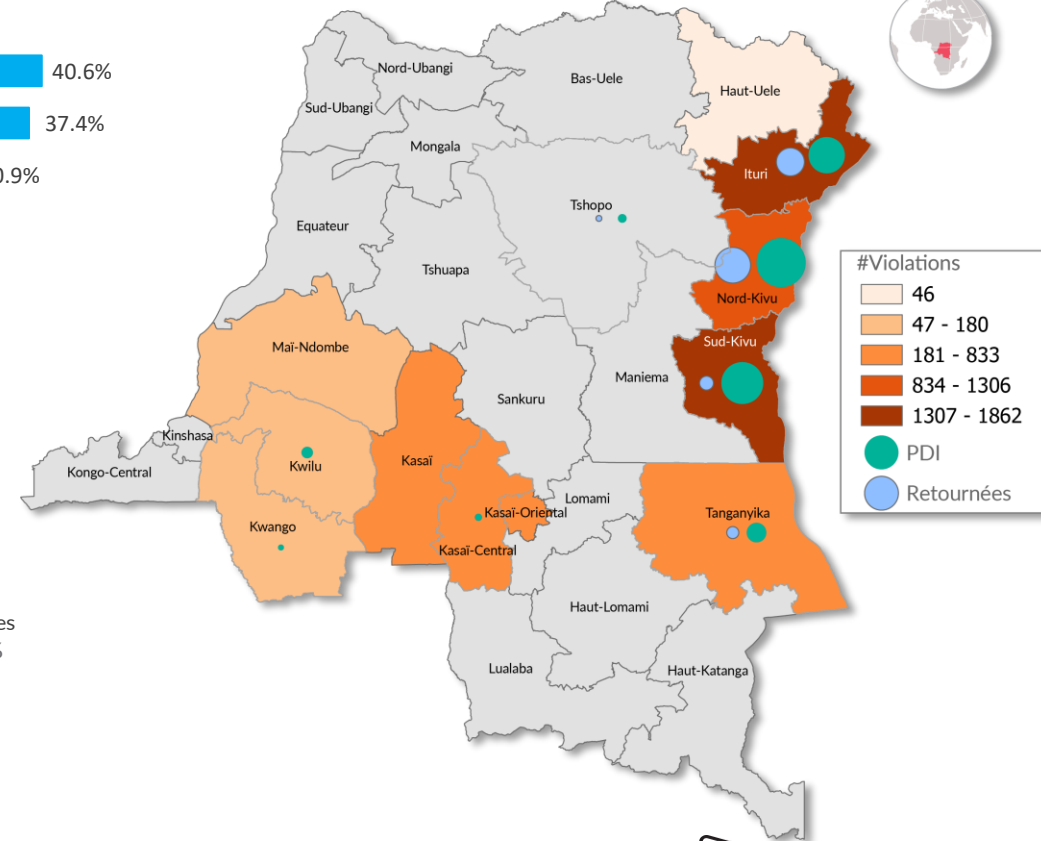 40.6%
37.4%
0.9%
Nord-Ubangi
Bas-Uele
Haut-Uele
Sud-Ubangi
Mongala
Ituri
Tshopo
Equateur
Tshuapa
Nord-Kivu
Sud-Kivu
Maï-Ndombe
Maniema
Sankuru
Kinshasa
Kwilu
Kasaï
Kongo-Central
Lomami
Kasaï-Oriental
Tanganyika
Kwango
Kasaï-Central
Haut-Lomami
Lualaba
Haut-Katanga
#Violations
46
47 - 180
181 - 833
834 - 1306
1307 - 1862
PDI
Retournées
es